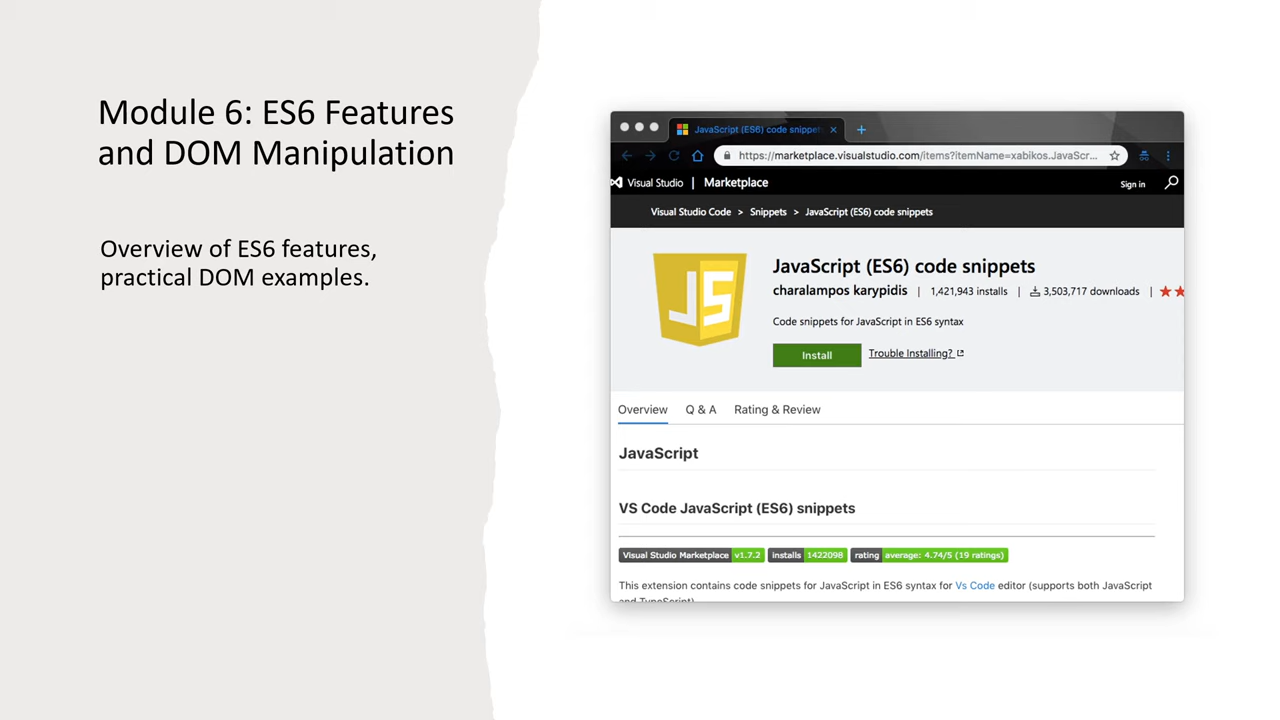 Module 6: ES6 Features
and DOM Manipulation
Overview of ES6 features,
practical DOM examples.
JavaScript (ES6) code snippets
https://marketplace.visualstudio.com/items?itemName=xabikos.JavaScr...
Visual Studio | Marketplace
Sign in
Visual Studio Code > Snippets > JavaScript (ES6) code snippets
JS
JavaScript (ES6) code snippets
charalampos karypidis | 1,421,943 installs | 3,503,717 downloads |
Code snippets for JavaScript in ES6 syntax
Install Trouble Installing?
Overview Q & A Rating & Review
JavaScript
VS Code JavaScript (ES6) snippets
Visual Studio Marketplace v1.7.2 installs 1422098 rating average: 4.74/5 (19 ratings)
This extension contains code snippets for JavaScript in ES6 syntax for Vs Code editor (supports both JavaScript
and TypeScript)